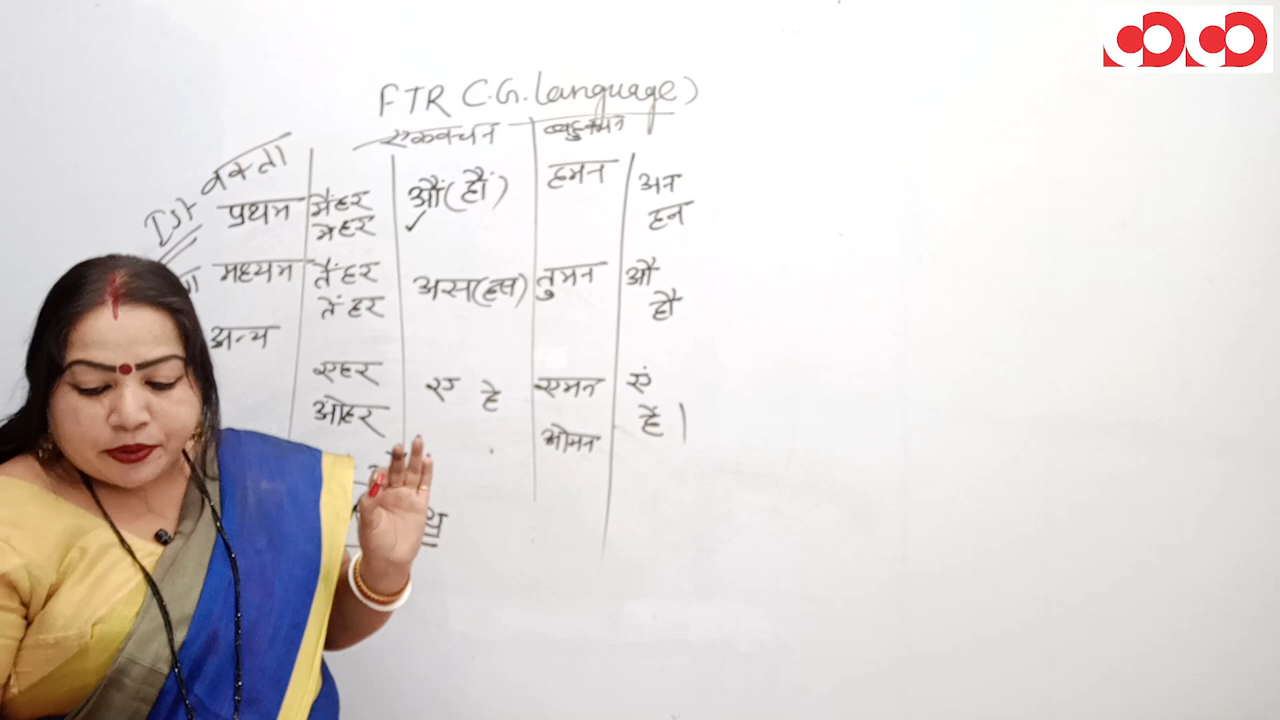 FTR C.G. Language)
एकवचन बहुवचन
वक्ता
Ist प्रथम मैंहर औं(हौं) हमन अन
मेंहर हन
मध्यम तैंहर अस(हस) तुमन औ
तेंहर हौ
अन्य
एहर ए हे एमन एं
ओहर ओमन हें।